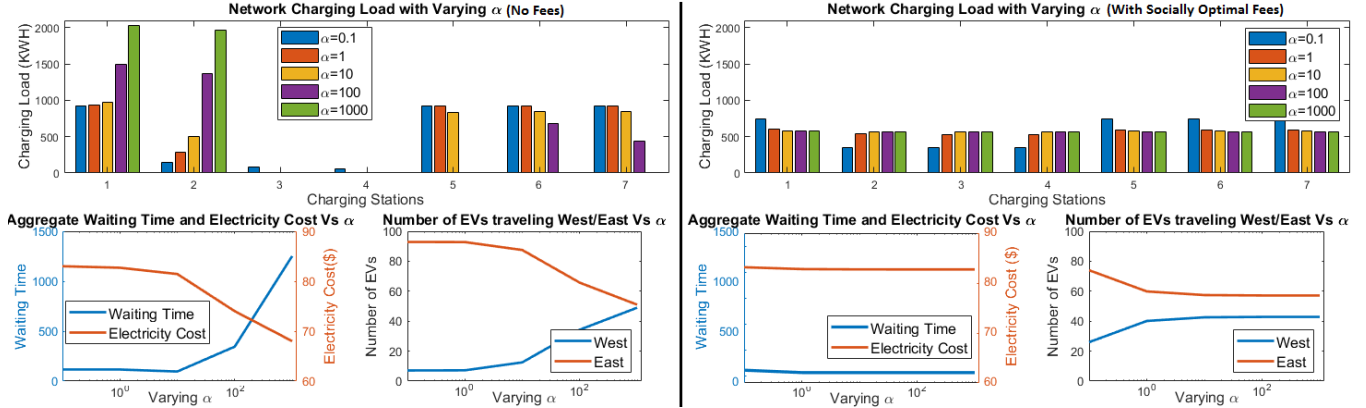 Network Charging Load with Varying α (No Fees)
Charging Load (KWH)
2000
1500
1000
500
0
α=0.1
α=1
α=10
α=100
α=1000
1 2 3 4 5 6 7
Charging Stations
Aggregate Waiting Time and Electricity Cost Vs α
Waiting Time
1500
1000
500
0
Waiting Time
Electricity Cost
90
80
70
60
Electricity Cost($)
10^0 10^2
Varying α
Number of EVs traveling West/East Vs α
Number of EVs
100
80
60
40
20
0
West
East
10^0 10^2
Varying α
Network Charging Load with Varying α (With Socially Optimal Fees)
Charging Load (KWH)
2000
1500
1000
500
0
α=0.1
α=1
α=10
α=100
α=1000
1 2 3 4 5 6 7
Charging Stations
Aggregate Waiting Time and Electricity Cost Vs α
Waiting Time
1500
1000
500
0
Waiting Time
Electricity Cost
90
80
70
60
Electricity Cost ($)
10^0 10^2
Varying α
Number of EVs traveling West/East Vs α
Number of EVs
100
80
60
40
20
0
West
East
10^0 10^2
Varying α